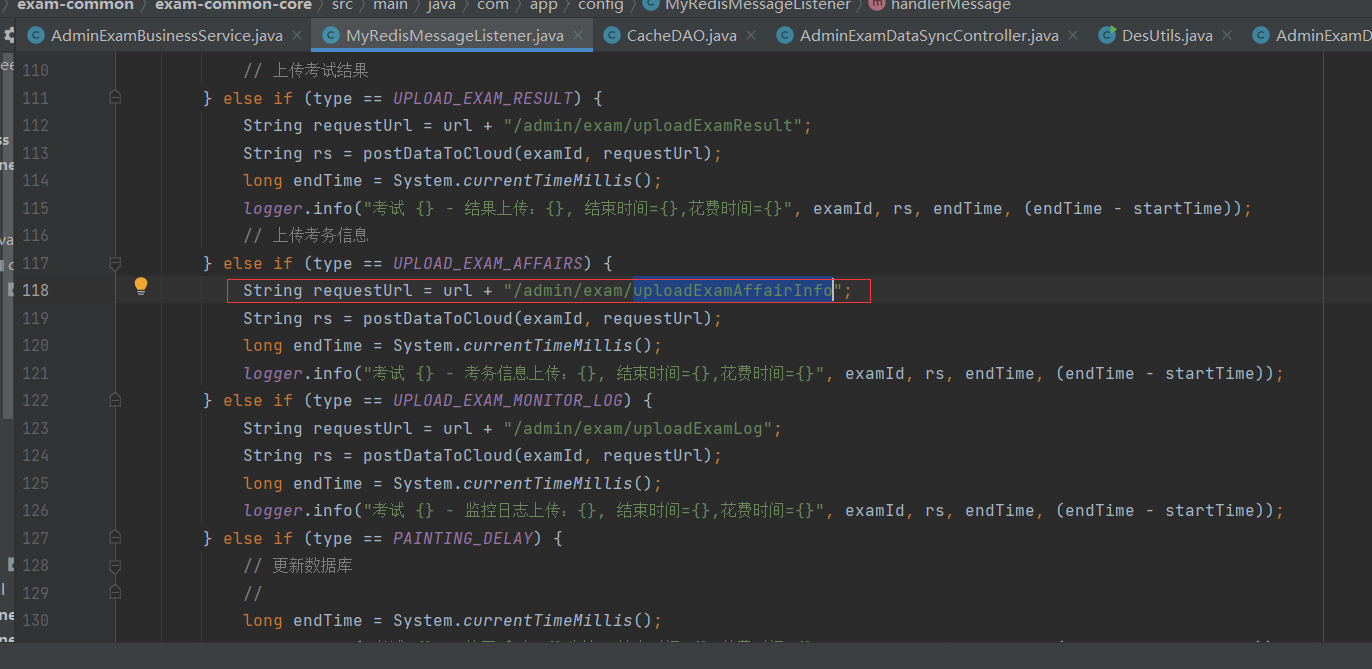 exam-common › exam-common-core › src › main › java › com › app › config › MyRedisMessageListener › handlerMessage
AdminExamBusinessService.java × MyRedisMessageListener.java × CacheDAO.java × AdminExamDataSyncController.java × DesUtils.java × AdminExamD
110 // 上传考试结果
111 } else if (type == UPLOAD_EXAM_RESULT) {
112 String requestUrl = url + "/admin/exam/uploadExamResult";
113 String rs = postDataToCloud(examId, requestUrl);
114 long endTime = System.currentTimeMillis();
115 logger.info("考试 {} - 结果上传：{}, 结束时间={},花费时间={}", examId, rs, endTime, (endTime - startTime));
116 // 上传考务信息
117 } else if (type == UPLOAD_EXAM_AFFAIRS) {
118 String requestUrl = url + "/admin/exam/uploadExamAffairInfo";
119 String rs = postDataToCloud(examId, requestUrl);
120 long endTime = System.currentTimeMillis();
121 logger.info("考试 {} - 考务信息上传：{}, 结束时间={},花费时间={}", examId, rs, endTime, (endTime - startTime));
122 } else if (type == UPLOAD_EXAM_MONITOR_LOG) {
123 String requestUrl = url + "/admin/exam/uploadExamLog";
124 String rs = postDataToCloud(examId, requestUrl);
125 long endTime = System.currentTimeMillis();
126 logger.info("考试 {} - 监控日志上传：{}, 结束时间={},花费时间={}", examId, rs, endTime, (endTime - startTime));
127 } else if (type == PAINTING_DELAY) {
128 // 更新数据库
129 //
130 long endTime = System.currentTimeMillis();